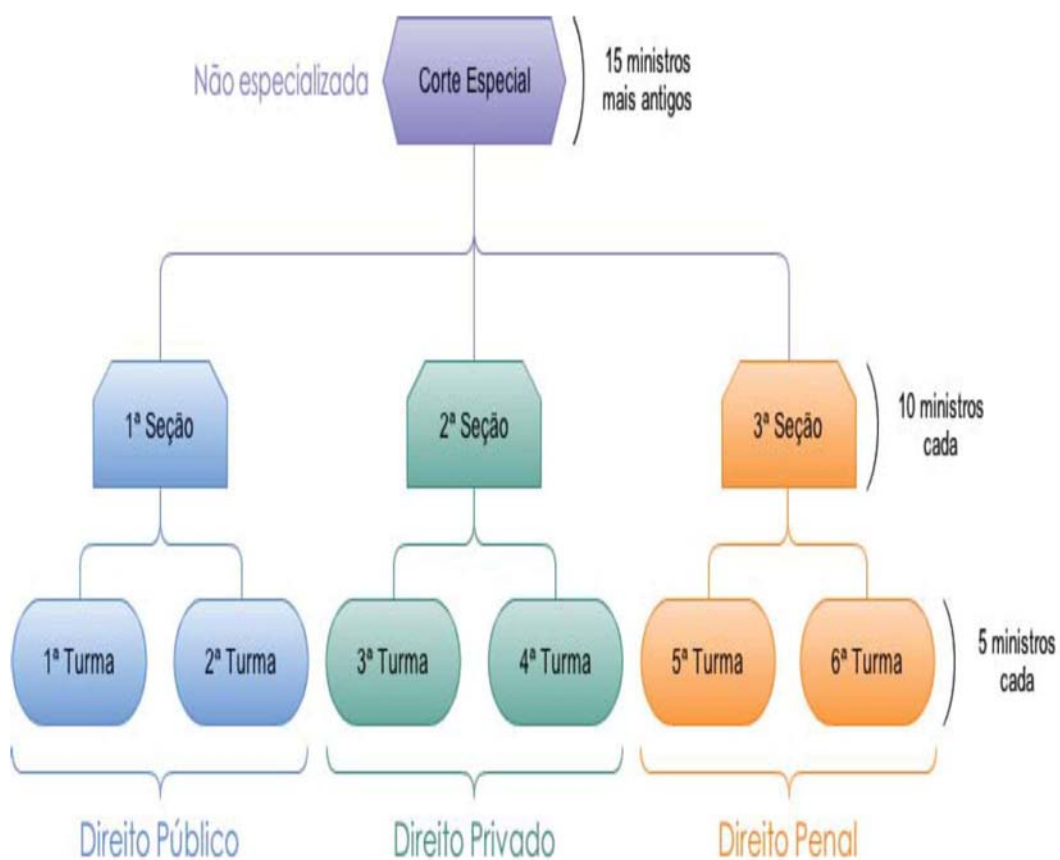 Não especializada
Corte Especial
15 ministros
mais antigos
1ª Seção
2ª Seção
3ª Seção
10 ministros
cada
1ª Turma
2ª Turma
3ª Turma
4ª Turma
5ª Turma
6ª Turma
5 ministros
cada
Direito Público
Direito Privado
Direito Penal